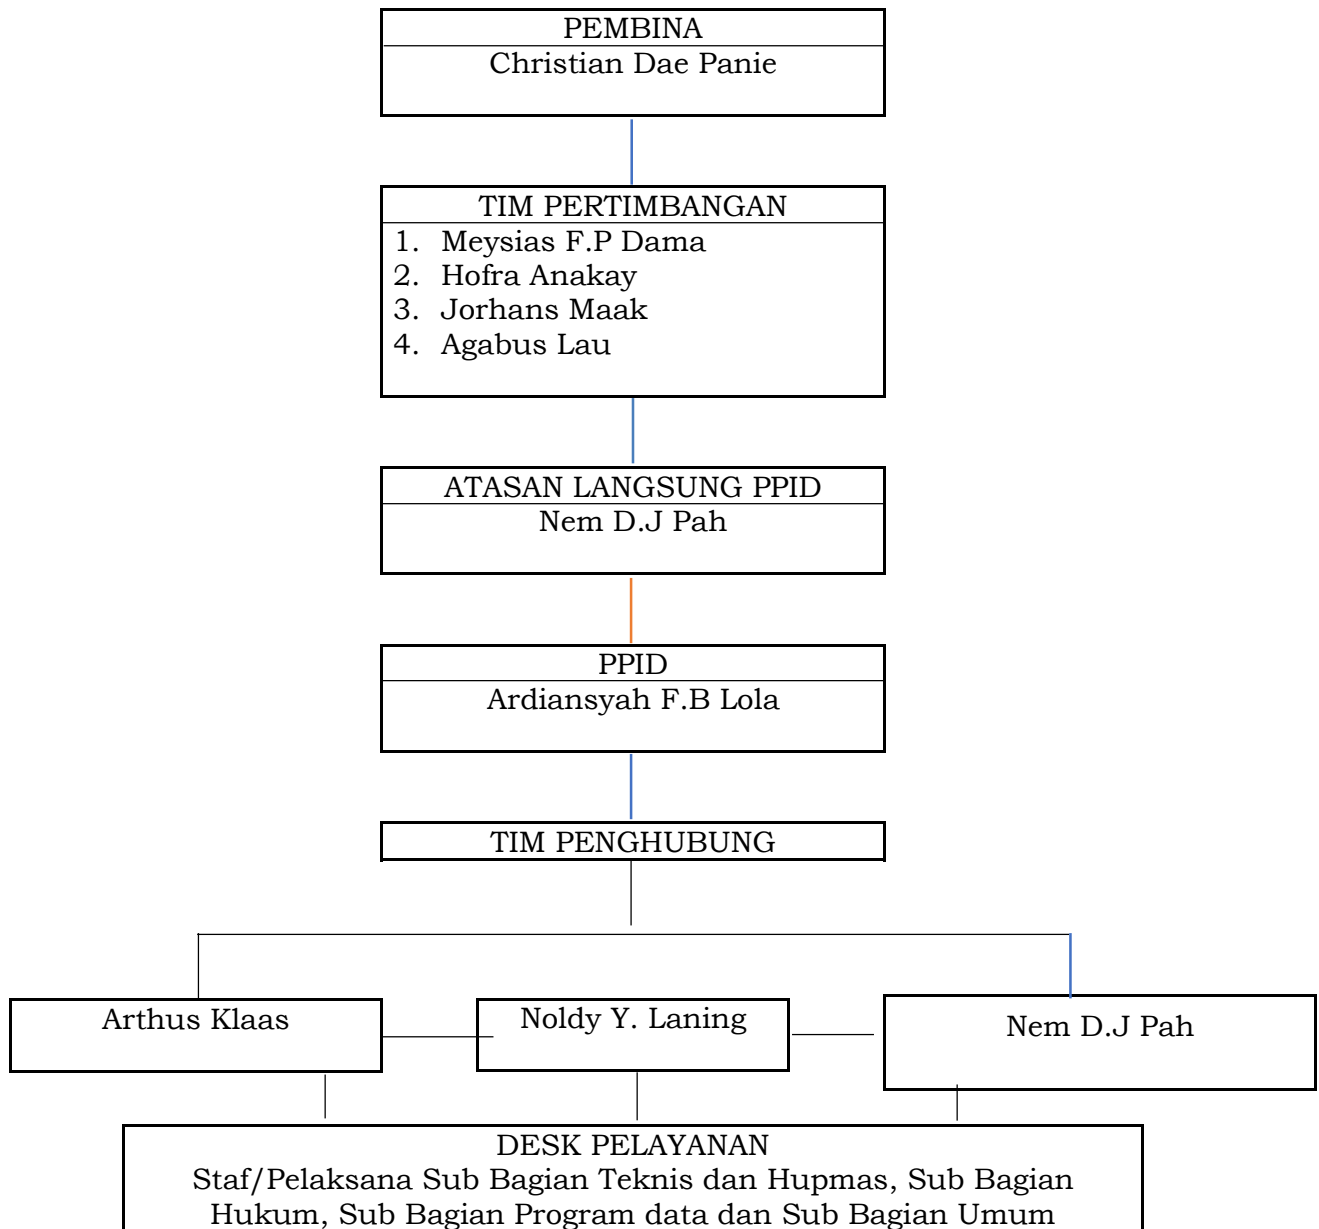 PEMBINA
Christian Dae Panie
TIM PERTIMBANGAN
1. Meysias F.P Dama
2. Hofra Anakay
3. Jorhans Maak
4. Agabus Lau
ATASAN LANGSUNG PPID
Nem D.J Pah
PPID
Ardiansyah F.B Lola
TIM PENGHUBUNG
Arthus Klaas
Noldy Y. Laning
Nem D.J Pah
DESK PELAYANAN
Staf/Pelaksana Sub Bagian Teknis dan Hupmas, Sub Bagian
Hukum, Sub Bagian Program data dan Sub Bagian Umum